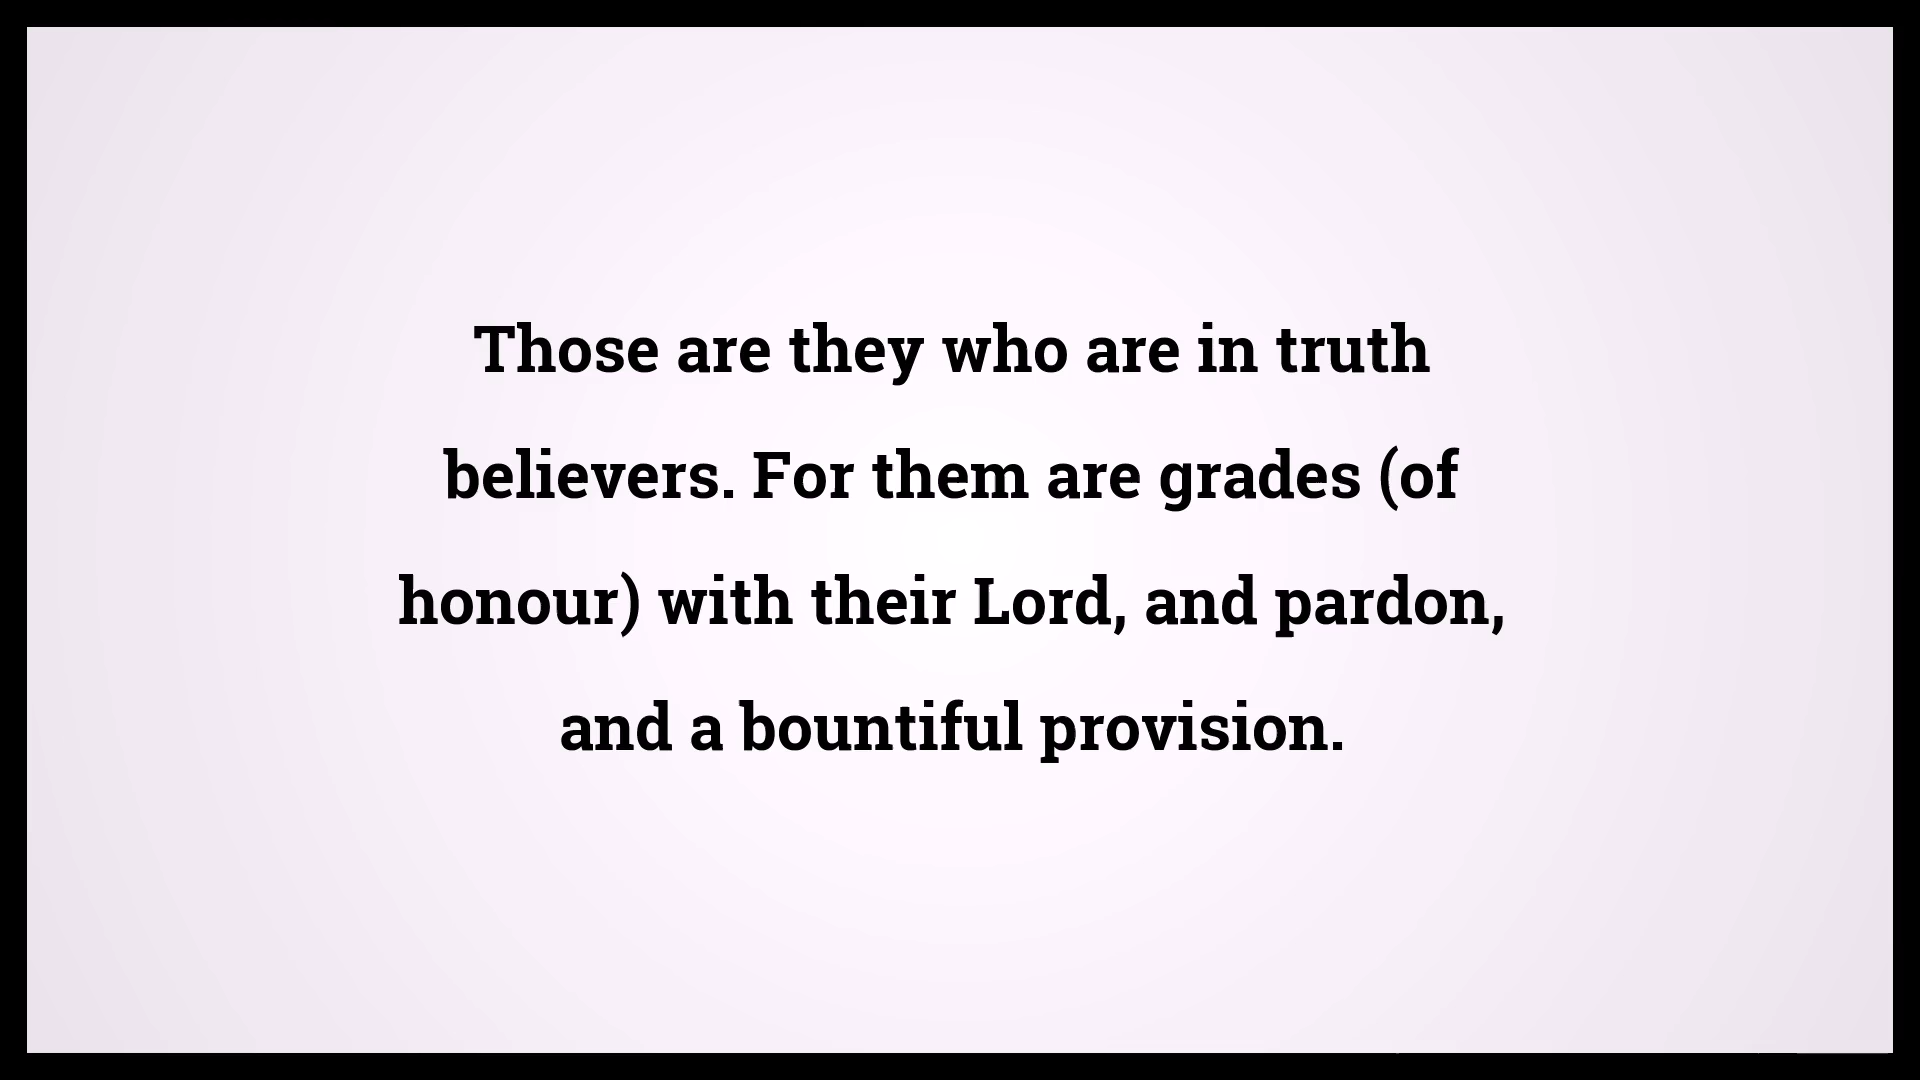 Those are they who are in truth
believers. For them are grades (of
honour) with their Lord, and pardon,
and a bountiful provision.